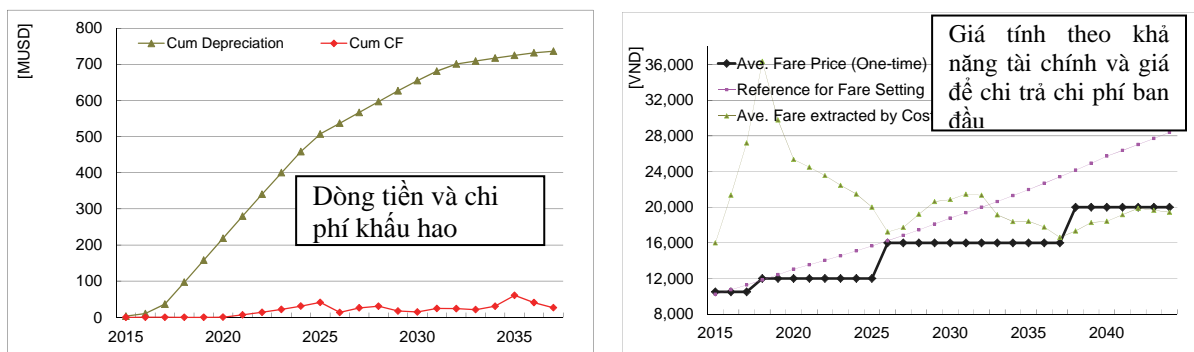 [MUSD]
800
700
600
500
400
300
200
100
0
Cum Depreciation
Cum CF
Dòng tiền và chi
phí khấu hao
2015 2020 2025 2030 2035
[VND]
36,000
32,000
28,000
24,000
20,000
16,000
12,000
8,000
Ave. Fare Price (One-time)
Reference for Fare Setting
Ave. Fare extracted by Cos
Giá tính theo khả
năng tài chính và giá
để chi trả chi phí ban
đầu
2015 2020 2025 2030 2035 2040